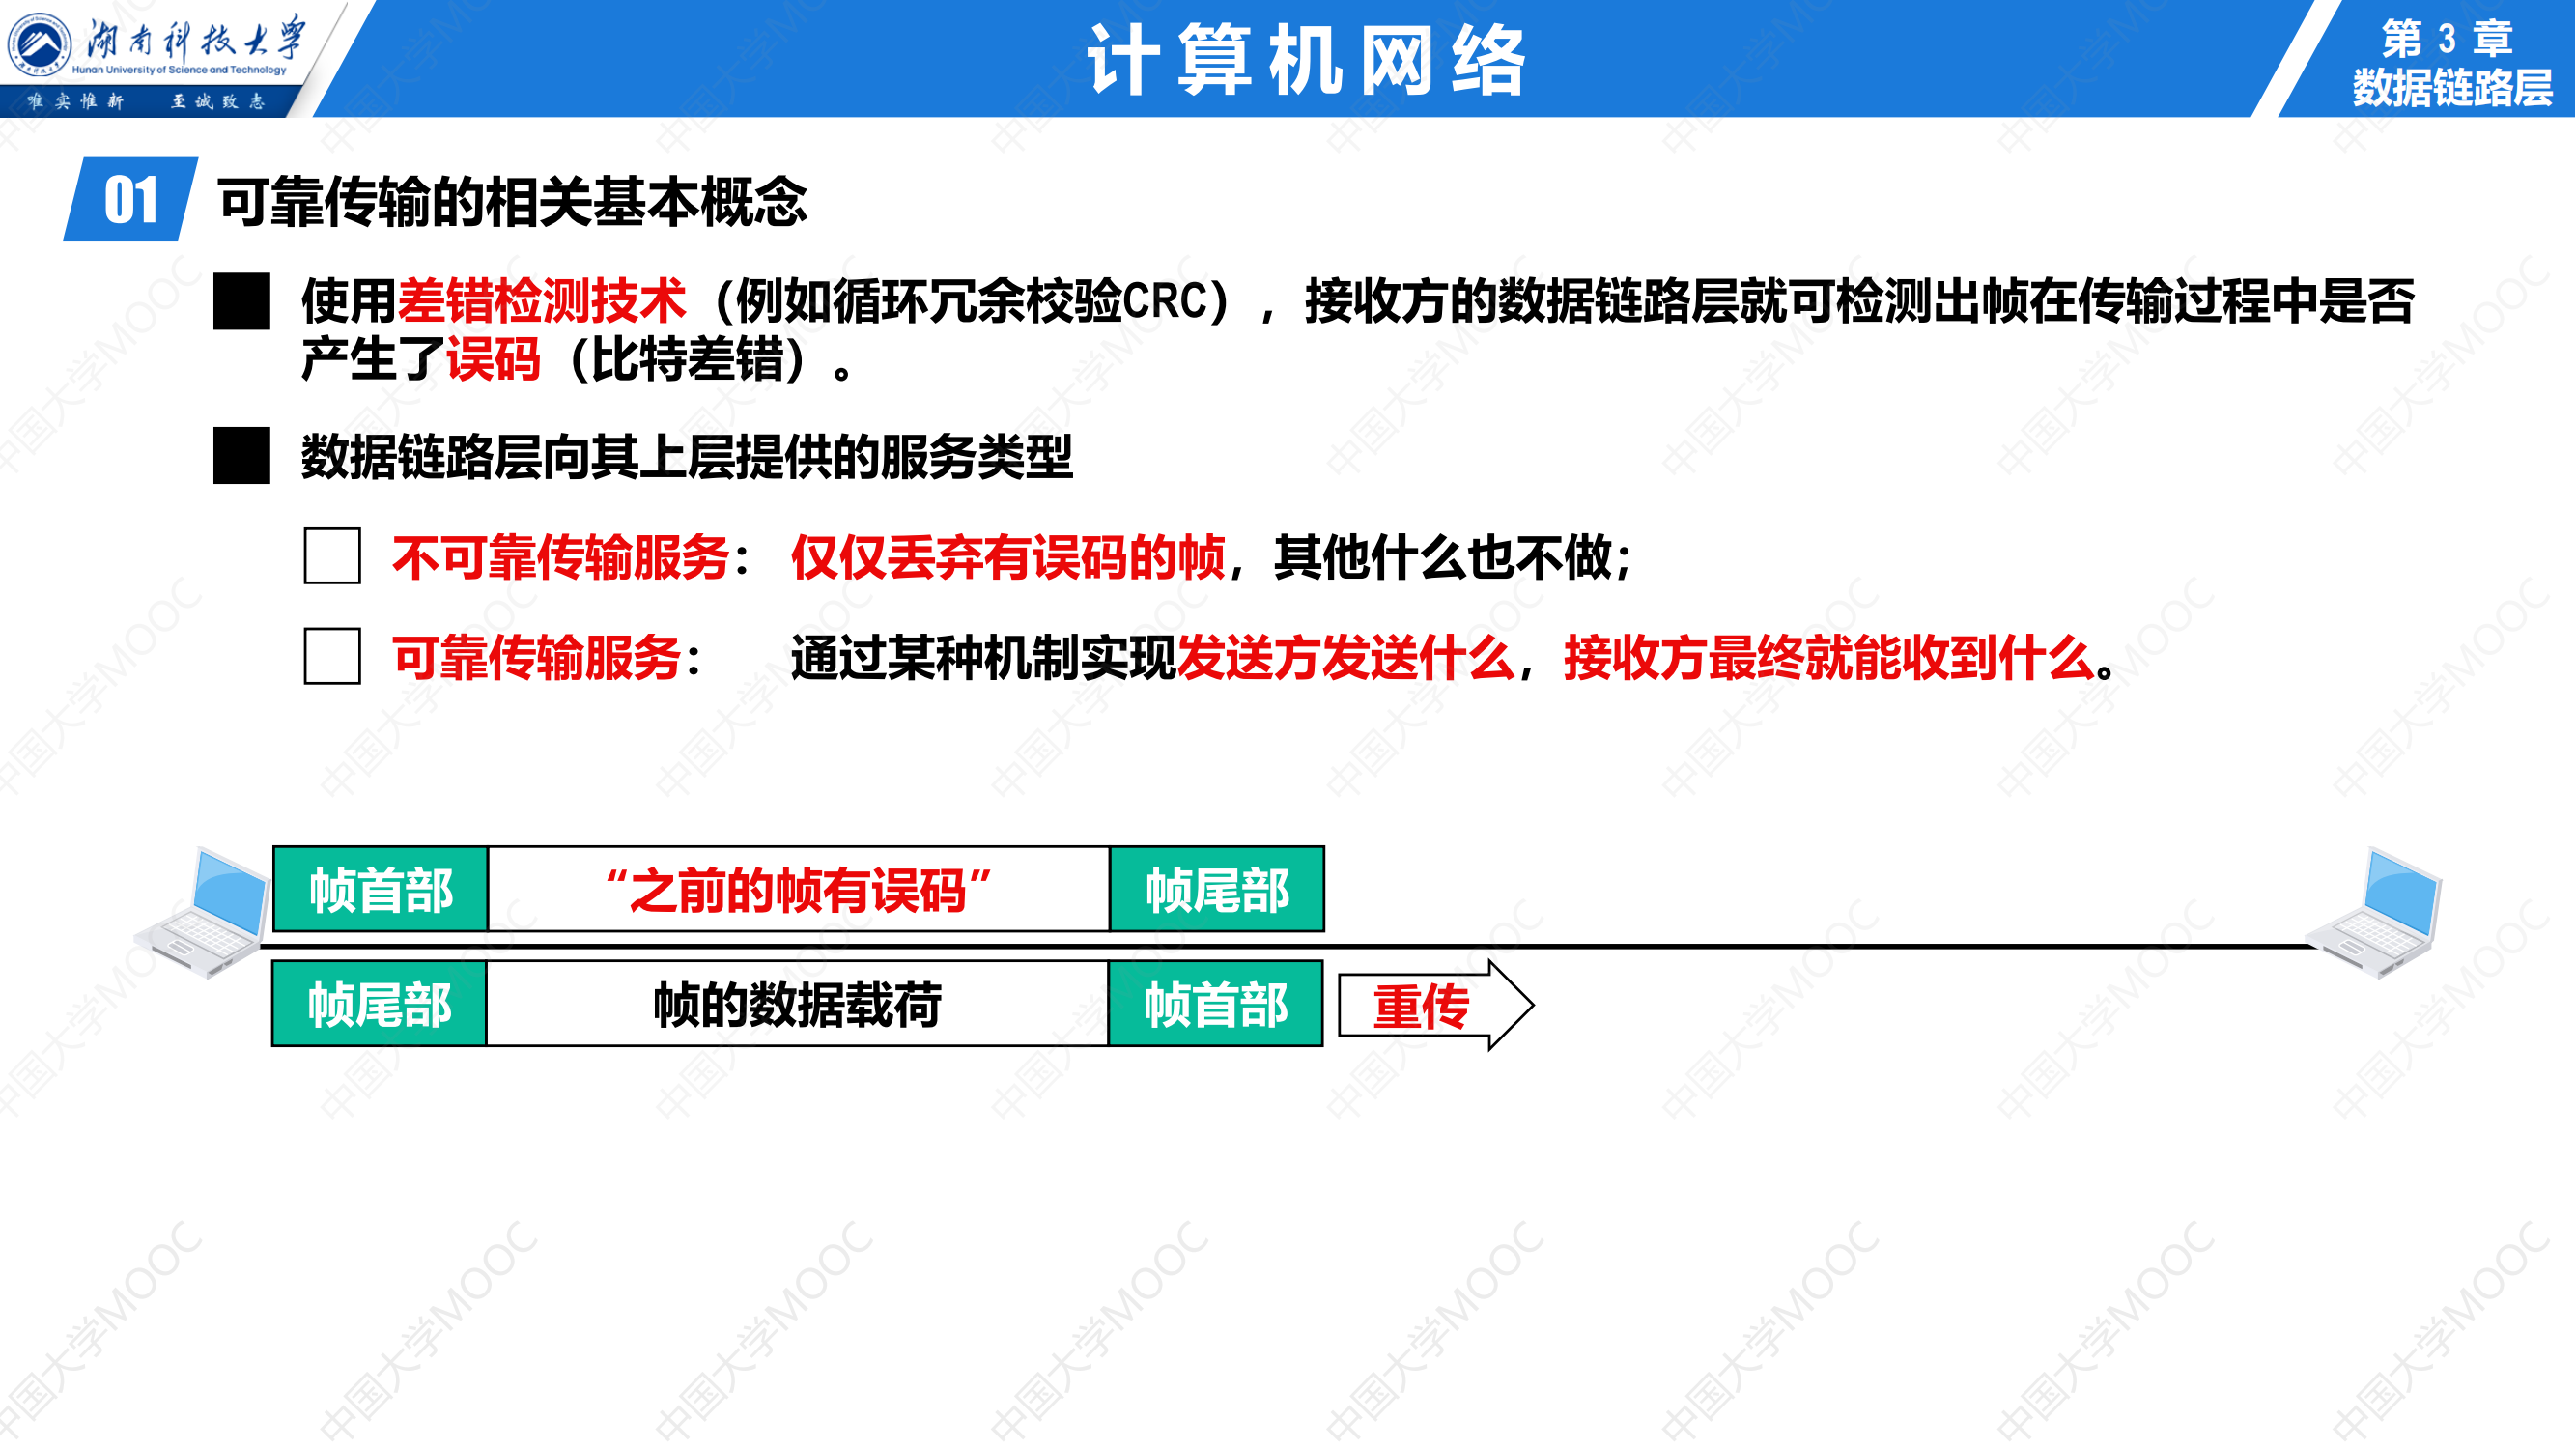 湖南科技大学
Hunan University of Science and Technology
唯实惟新 至诚致志
计算机网络
第 3 章
数据链路层
01 可靠传输的相关基本概念
使用差错检测技术（例如循环冗余校验CRC），接收方的数据链路层就可检测出帧在传输过程中是否
产生了误码（比特差错）。
数据链路层向其上层提供的服务类型
不可靠传输服务： 仅仅丢弃有误码的帧，其他什么也不做；
可靠传输服务： 通过某种机制实现发送方发送什么，接收方最终就能收到什么。
帧首部 “之前的帧有误码” 帧尾部
帧尾部 帧的数据载荷 帧首部 重传
中国大学MOOC